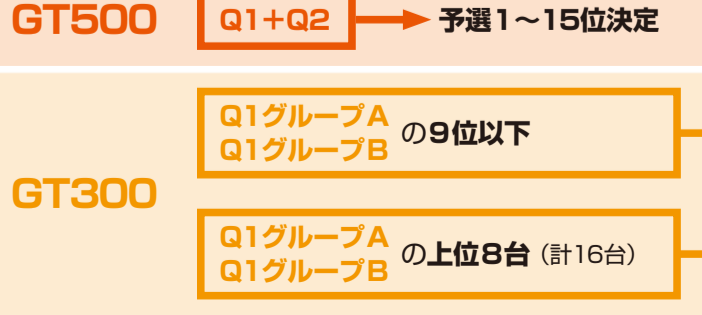 GT500 Q1+Q2 予選1～15位決定
Q1グループA
Q1グループB の9位以下
GT300
Q1グループA
Q1グループB の上位8台（計16台）